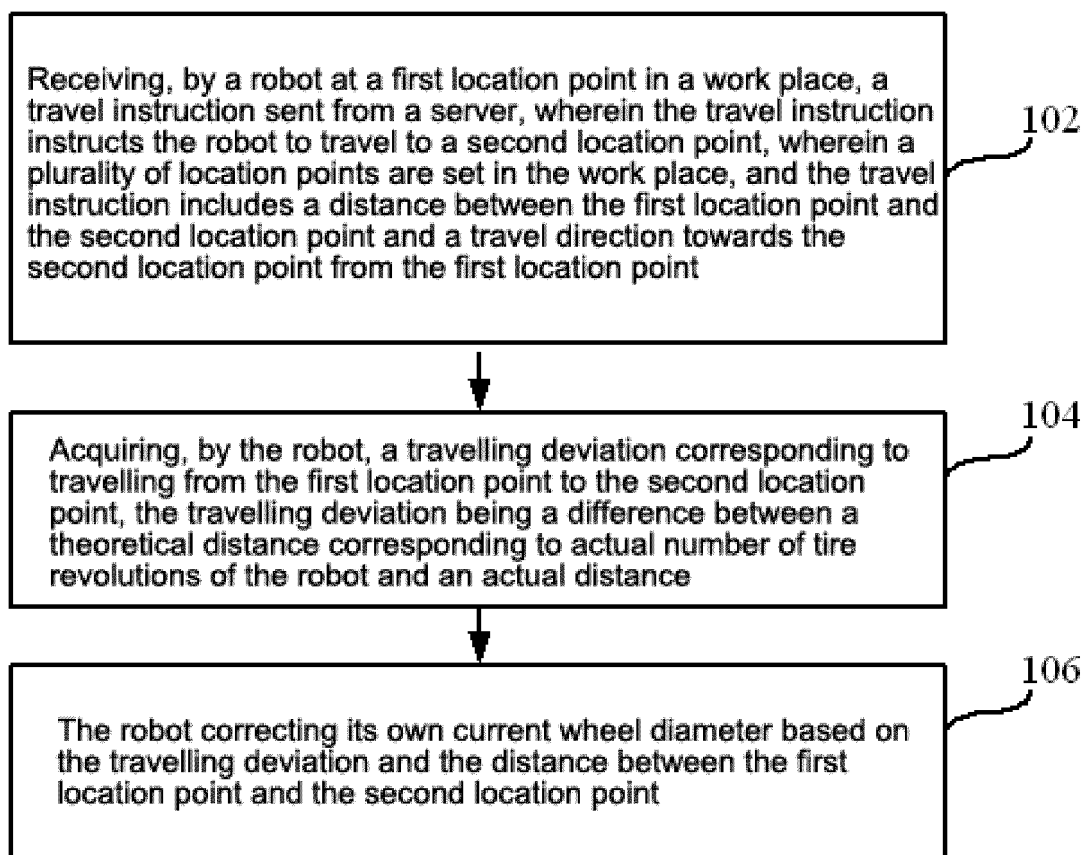 Receiving, by a robot at a first location point in a work place, a
travel instruction sent from a server, wherein the travel instruction
instructs the robot to travel to a second location point, wherein a
plurality of location points are set in the work place, and the travel
instruction includes a distance between the first location point and
the second location point and a travel direction towards the
second location point from the first location point
102
Acquiring, by the robot, a travelling deviation corresponding to
travelling from the first location point to the second location
point, the travelling deviation being a difference between a
theoretical distance corresponding to actual number of tire
revolutions of the robot and an actual distance
104
The robot correcting its own current wheel diameter based on
the travelling deviation and the distance between the first
location point and the second location point
106